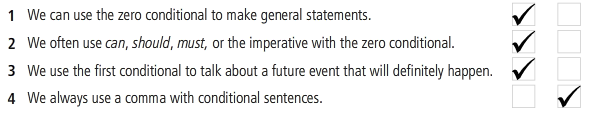 1 We can use the zero conditional to make general statements.
2 We often use can, should, must, or the imperative with the zero conditional.
3 We use the first conditional to talk about a future event that will definitely happen.
4 We always use a comma with conditional sentences.